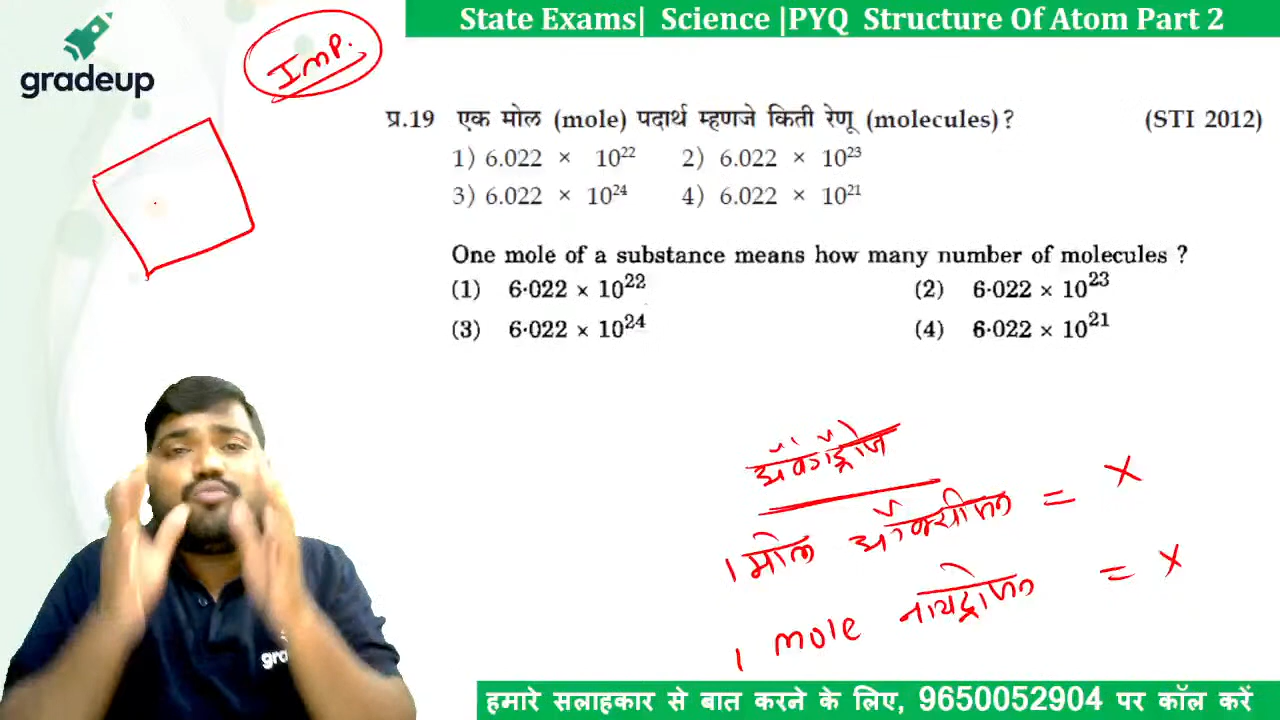 State Exams| Science |PYQ Structure Of Atom Part 2
gradeup
Imp.
प्र.19 एक मोल (mole) पदार्थ म्हणजे किती रेणू (molecules)? (STI 2012)
1) 6.022 × 10²² 2) 6.022 × 10²³
3) 6.022 × 10²⁴ 4) 6.022 × 10²¹
One mole of a substance means how many number of molecules ?
(1) 6·022 × 10²² (2) 6·022 × 10²³
(3) 6·022 × 10²⁴ (4) 6·022 × 10²¹
1 मोल = x
1 mole नायट्रोजन = x
हमारे सलाहकार से बात करने के लिए, 9650052904 पर कॉल करें